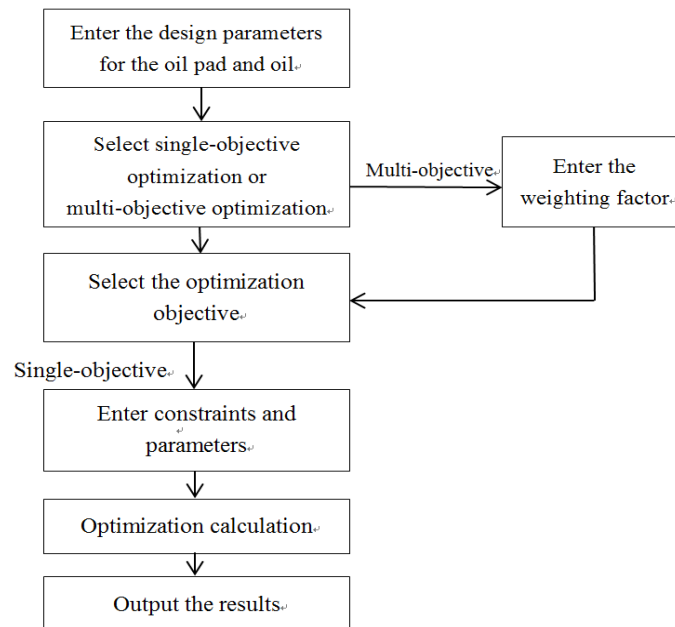 Enter the design parameters
for the oil pad and oil
Select single-objective
optimization or
multi-objective optimization
Multi-objective
Enter the
weighting factor
Select the optimization
objective
Single-objective
Enter constraints and
parameters
Optimization calculation
Output the results